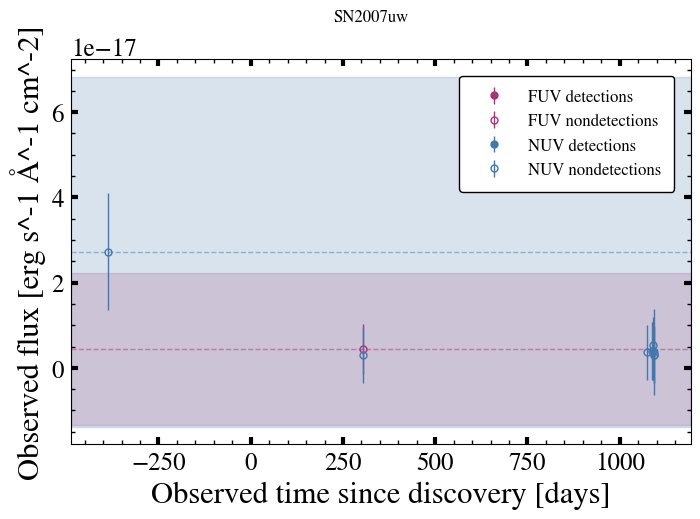 SN2007uw
1e−17
Observed flux [erg s^-1 Å^-1 cm^-2]
6
4
2
0
FUV detections
FUV nondetections
NUV detections
NUV nondetections
−250 0 250 500 750 1000
Observed time since discovery [days]